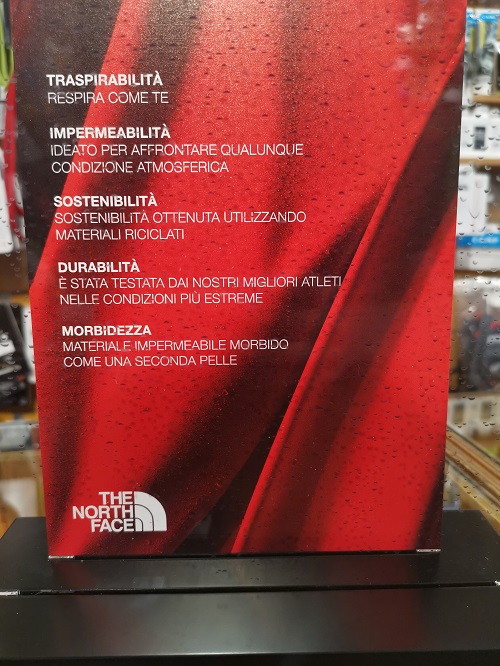 TRASPIRABILITÀ
RESPIRA COME TE
IMPERMEABILITÀ
IDEATO PER AFFRONTARE QUALUNQUE
CONDIZIONE ATMOSFERICA
SOSTENIBILITÀ
SOSTENIBILITÀ OTTENUTA UTILIZZANDO
MATERIALI RICICLATI
DURABILITÀ
È STATA TESTATA DAI NOSTRI MIGLIORI ATLETI
NELLE CONDIZIONI PIÙ ESTREME
MORBIDEZZA
MATERIALE IMPERMEABILE MORBIDO
COME UNA SECONDA PELLE
THE
NORTH
FACE